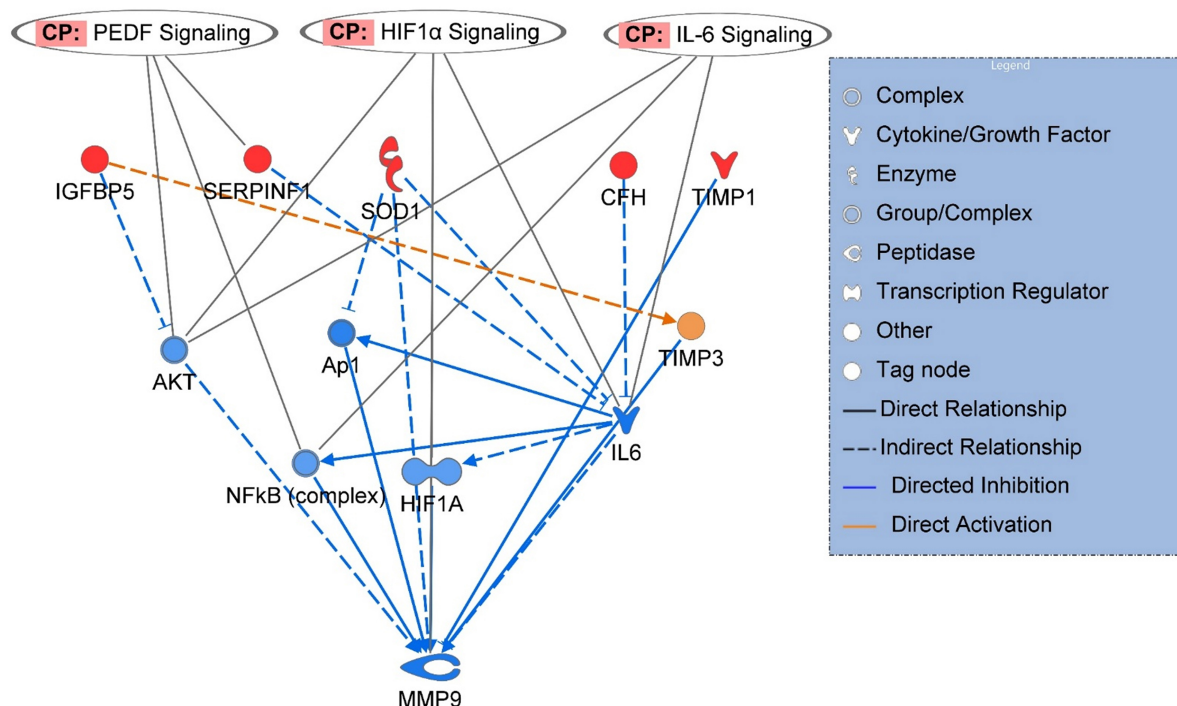 CP: PEDF Signaling
CP: HIF1α Signaling
CP: IL-6 Signaling
IGFBP5
SERPINF1
SOD1
CFH
TIMP1
AKT
Ap1
TIMP3
IL6
NFkB (complex)
HIF1A
MMP9
Legend
Complex
Cytokine/Growth Factor
Enzyme
Group/Complex
Peptidase
Transcription Regulator
Other
Tag node
Direct Relationship
Indirect Relationship
Directed Inhibition
Direct Activation